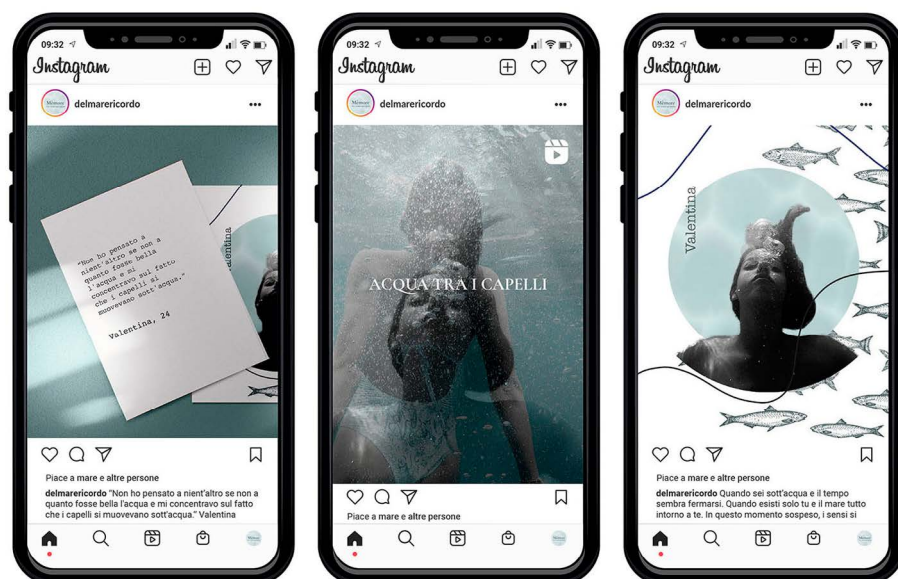 09:32
Instagram
delmarericordo
"Non ho pensato a
nient'altro se non a
quanto fosse bella
l'acqua e mi
concentravo sul fatto
che i capelli si
muovevano sott'acqua."
Valentina, 24
Piace a mare e altre persone
delmarericordo "Non ho pensato a nient'altro se non a
quanto fosse bella l'acqua e mi concentravo sul fatto
che i capelli si muovevano sott'acqua." Valentina
09:32
Instagram
delmarericordo
ACQUA TRA I CAPELLI
Piace a mare e altre persone
09:32
Instagram
delmarericordo
Valentina
Piace a mare e altre persone
delmarericordo Quando sei sott'acqua e il tempo
sembra fermarsi. Quando esisti solo tu e il mare tutto
intorno a te. In questo momento sospeso, i sensi si